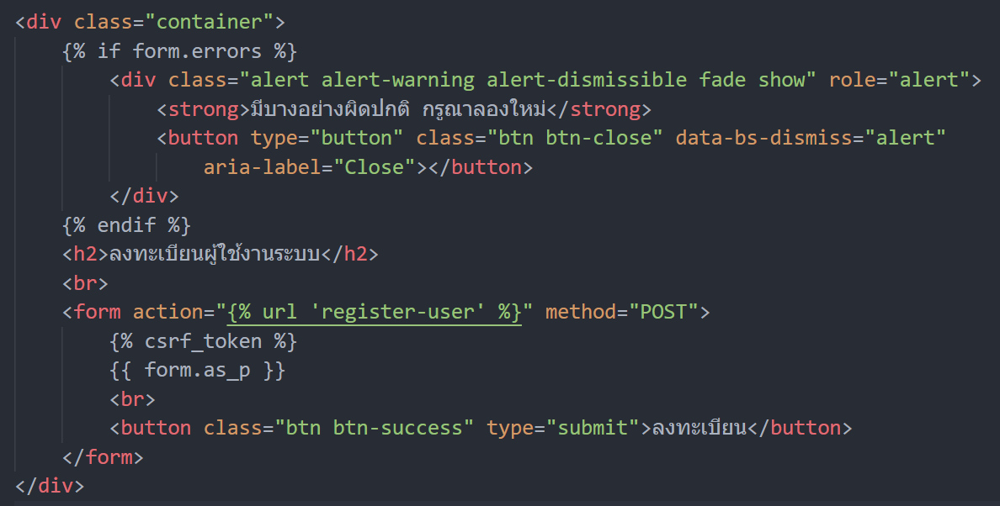 <div class="container">
{% if form.errors %}
<div class="alert alert-warning alert-dismissible fade show" role="alert">
<strong>มีบางอย่างผิดปกติ กรูณาลองใหม่</strong>
<button type="button" class="btn btn-close" data-bs-dismiss="alert"
aria-label="Close"></button>
</div>
{% endif %}
<h2>ลงทะเบียนผู้ใช้งานระบบ</h2>
<br>
<form action="{% url 'register-user' %}" method="POST">
{% csrf_token %}
{{ form.as_p }}
<br>
<button class="btn btn-success" type="submit">ลงทะเบียน</button>
</form>
</div>